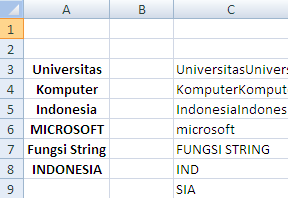 A B C
1
2
3 Universitas UniversitasUnivers
4 Komputer KomputerKomput
5 Indonesia IndonesiaIndones
6 MICROSOFT microsoft
7 Fungsi String FUNGSI STRING
8 INDONESIA IND
9 SIA